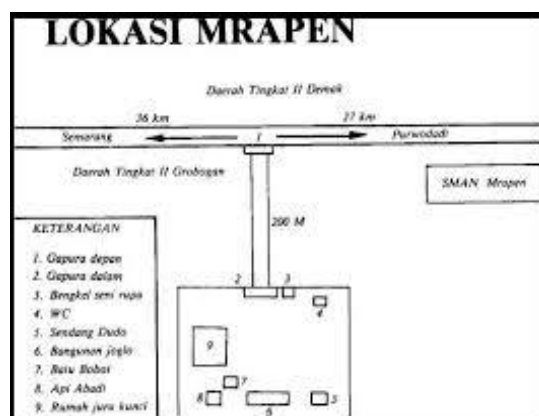 LOKASI MRAPEN
Daerah Tingkat II Demak
36 km
27 km
Semarang
1
Purwodadi
Daerah Tingkat II Grobogan
SMAN Mrapen
200 M
KETERANGAN
1. Gapura depan
2. Gapura dalam
3. Bengkel seni rupa
4. WC
5. Sendang Dudo
6. Bangunan joglo
7. Batu Bobot
8. Api Abadi
9. Rumah juru kunci
2
3
4
9
7
8
6
5